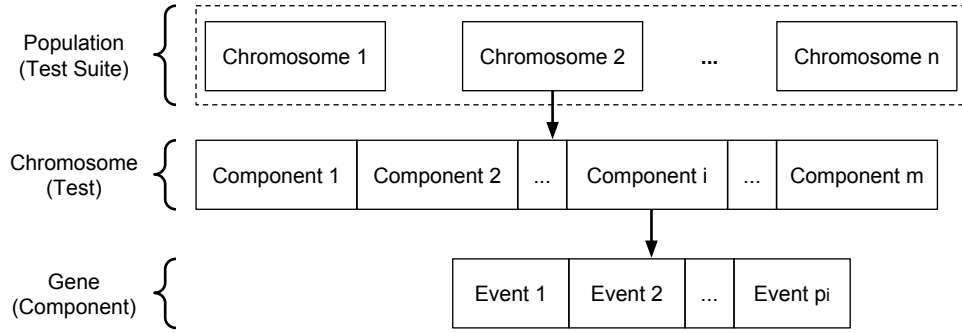 Population
(Test Suite)
Chromosome 1
Chromosome 2
...
Chromosome n
Chromosome
(Test)
Component 1
Component 2
...
Component i
...
Component m
Gene
(Component)
Event 1
Event 2
...
Event pi